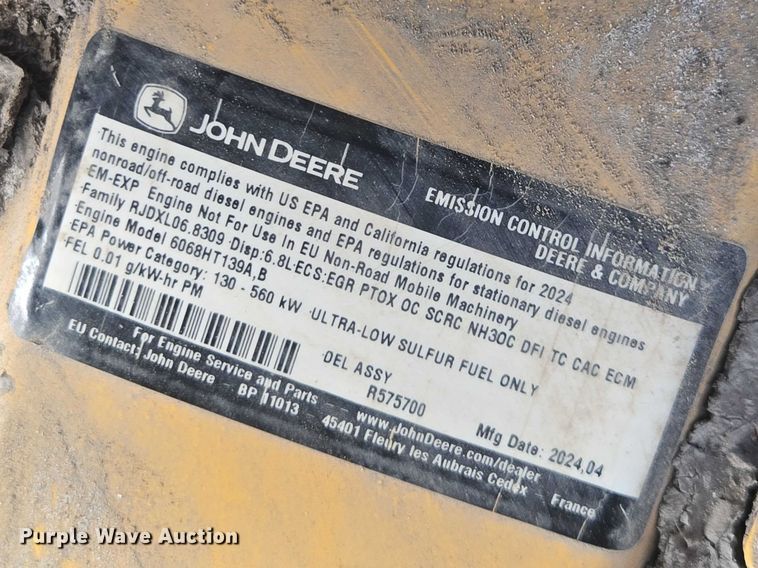 JOHN DEERE
EMISSION CONTROL INFORMATION
DEERE & COMPANY
This engine complies with US EPA and California regulations for 2024
nonroad/off-road diesel engines and EPA regulations for stationary diesel engines
EM-EXP Engine Not For Use In EU Non-Road Mobile Machinery
Family RJDXL06.8309 Disp:6.8L ECS:EGR PTOX OC SCRC NH3OC DFI TC CAC ECM
Engine Model 6068HT139A,B
EPA Power Category: 130 - 560 kW ULTRA-LOW SULFUR FUEL ONLY
FEL 0.01 g/kW-hr PM
DEL ASSY
R575700
Mfg Date: 2024,04
For Engine Service and Parts - www.JohnDeere.com/dealer
EU Contact: John Deere - BP 11013 - 45401 Fleury les Aubrais Cedex - France
Purple Wave Auction